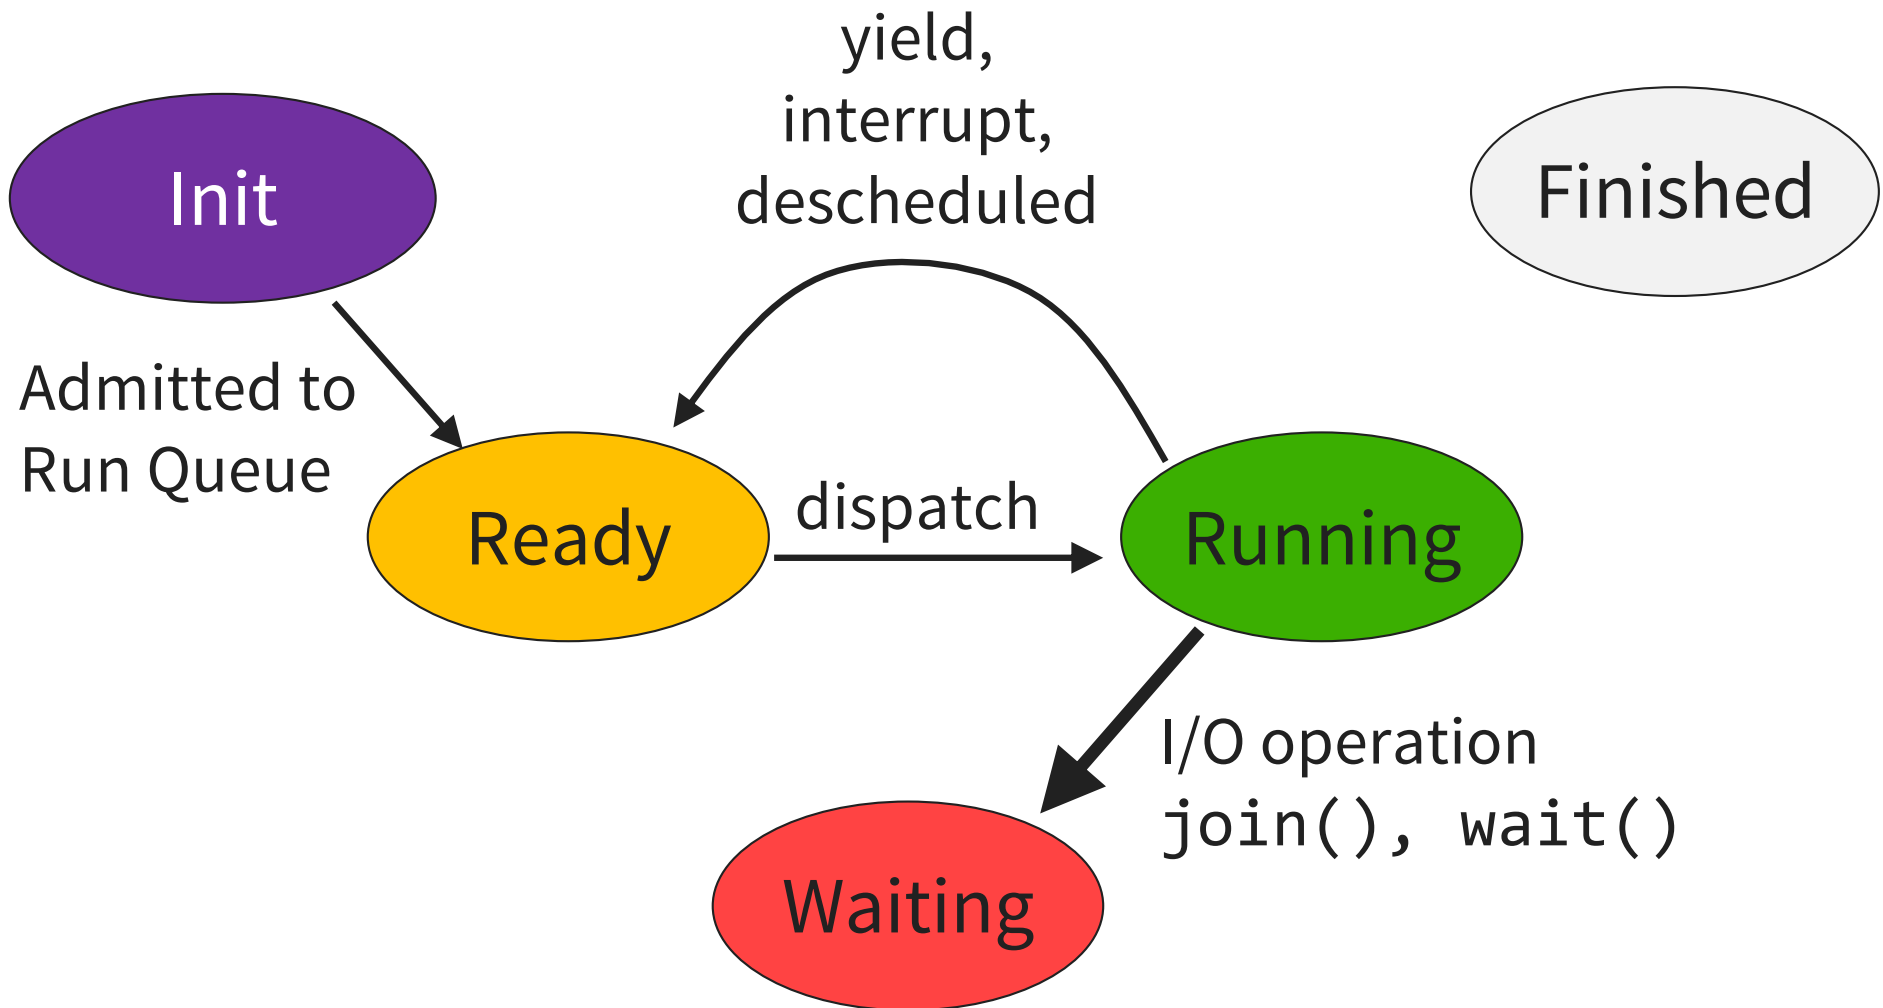 yield,
interrupt,
descheduled
Init
Finished
Admitted to
Run Queue
dispatch
Ready
Running
I/O operation
join(), wait()
Waiting